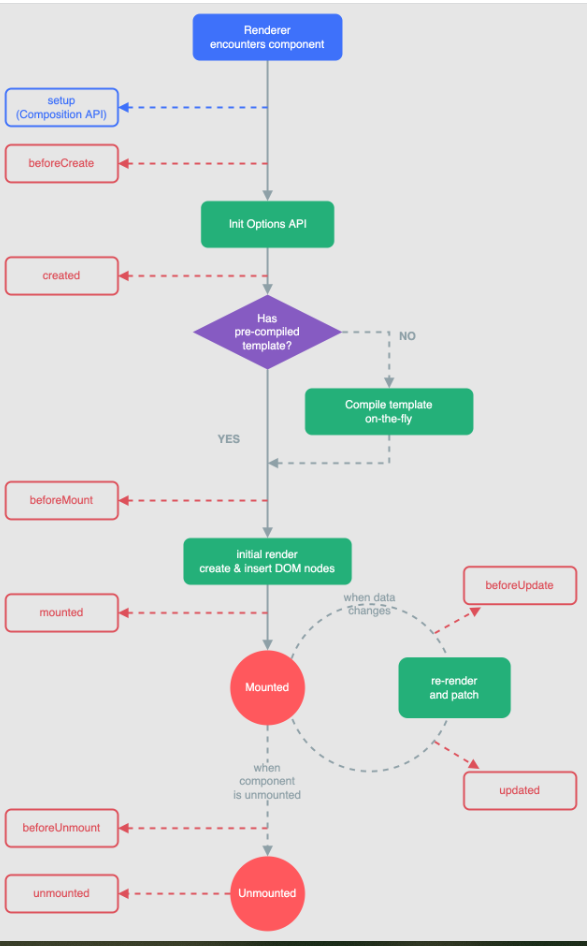 Renderer
encounters component
setup
(Composition API)
beforeCreate
Init Options API
created
Has
pre-compiled
template?
NO
Compile template
on-the-fly
YES
beforeMount
initial render
create & insert DOM nodes
beforeUpdate
when data
changes
mounted
Mounted
re-render
and patch
when
component
is unmounted
updated
beforeUnmount
unmounted
Unmounted